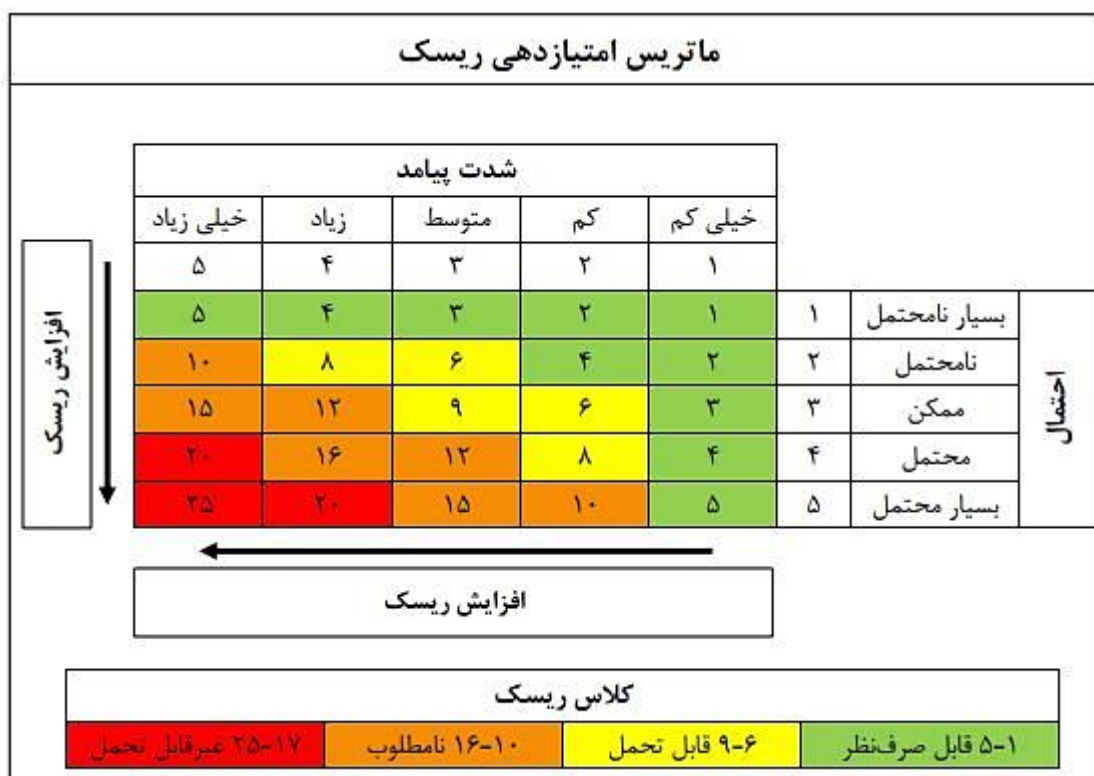 ماتریس امتیازدهی ریسک
شدت پیامد
خیلی کم کم متوسط زیاد خیلی زیاد
۱ ۲ ۳ ۴ ۵
احتمال
بسیار نامحتمل ۱ ۱ ۲ ۳ ۴ ۵
نامحتمل ۲ ۲ ۴ ۶ ۸ ۱۰
ممکن ۳ ۳ ۶ ۹ ۱۲ ۱۵
محتمل ۴ ۴ ۸ ۱۲ ۱۶ ۲۰
بسیار محتمل ۵ ۵ ۱۰ ۱۵ ۲۰ ۲۵
افزایش ریسک
افزایش ریسک
کلاس ریسک
۵-۱ قابل صرف‌نظر ۹-۶ قابل تحمل ۱۶-۱۰ نامطلوب ۲۵-۱۷ غیرقابل تحمل